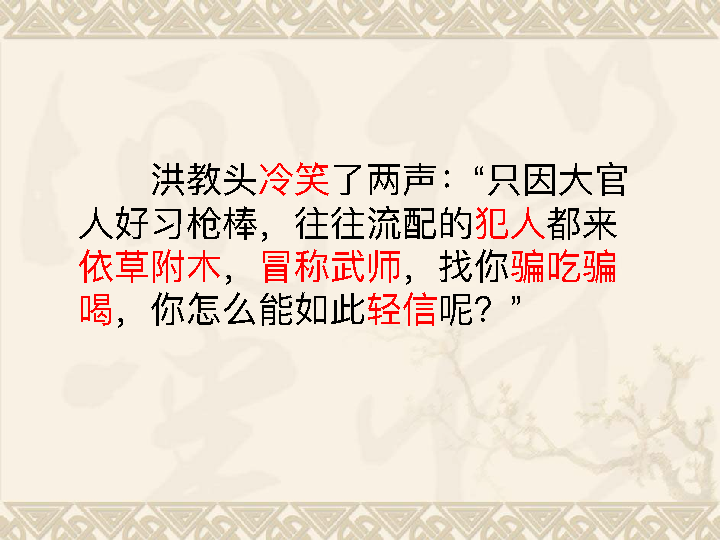 洪教头冷笑了两声：“只因大官
人好习枪棒，往往流配的犯人都来
依草附木，冒称武师，找你骗吃骗
喝，你怎么能如此轻信呢？”